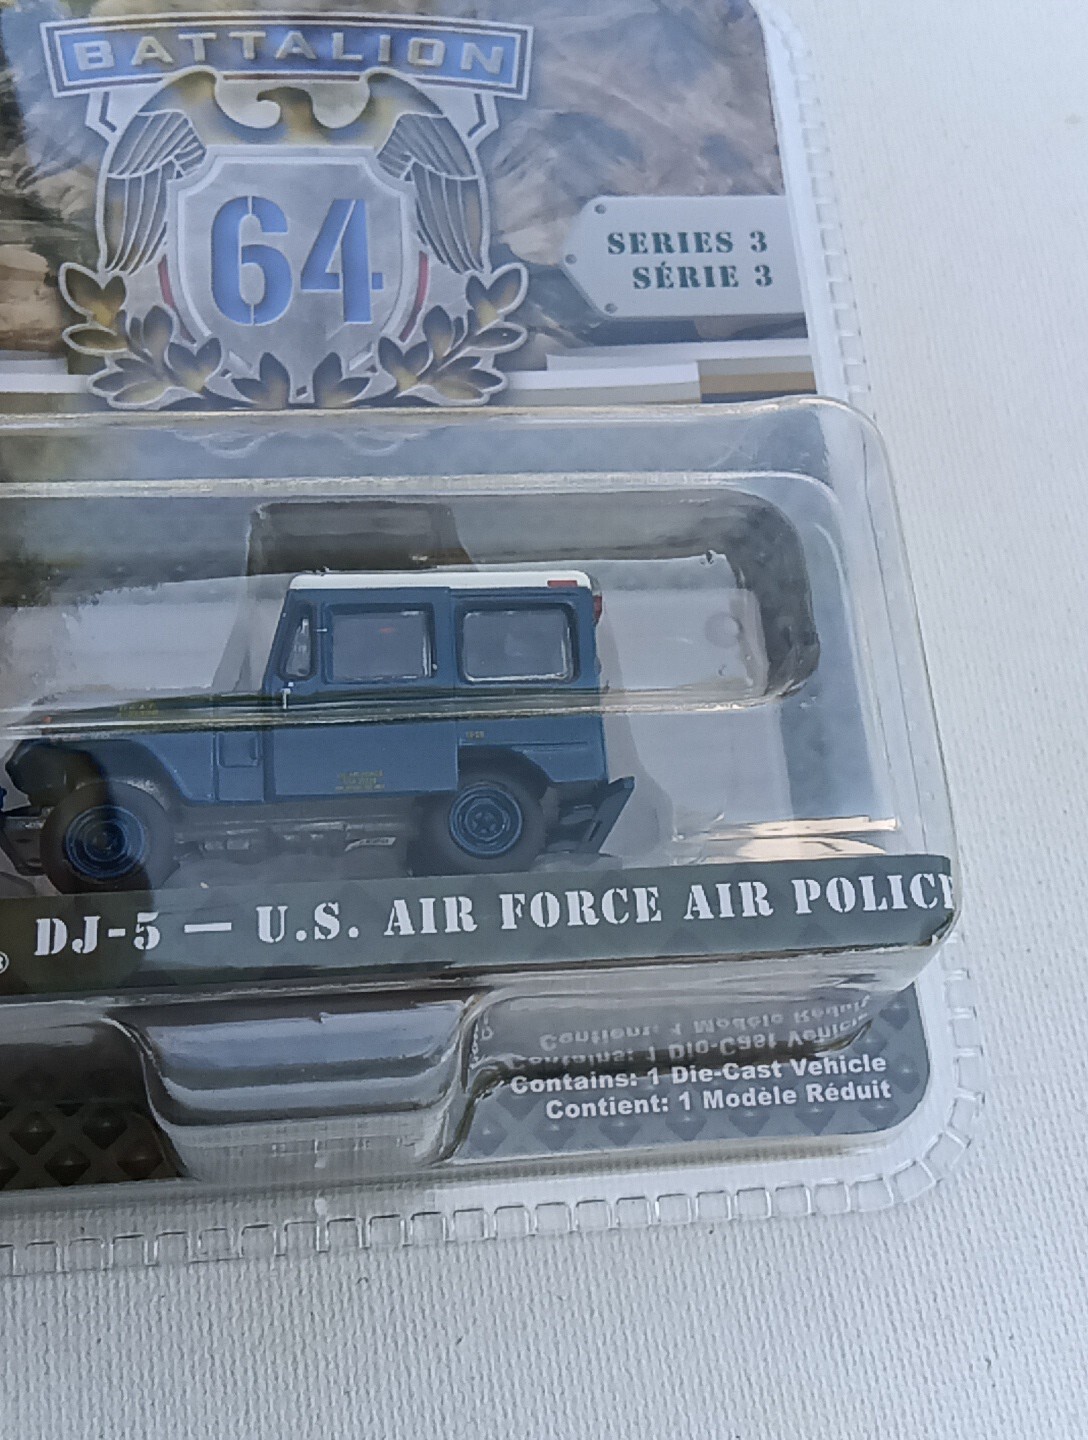 BATTALION
64
SERIES 3
SÉRIE 3
® DJ-5 — U.S. AIR FORCE AIR POLICE
Contains: 1 Die-Cast Vehicle
Contient: 1 Modèle Réduit